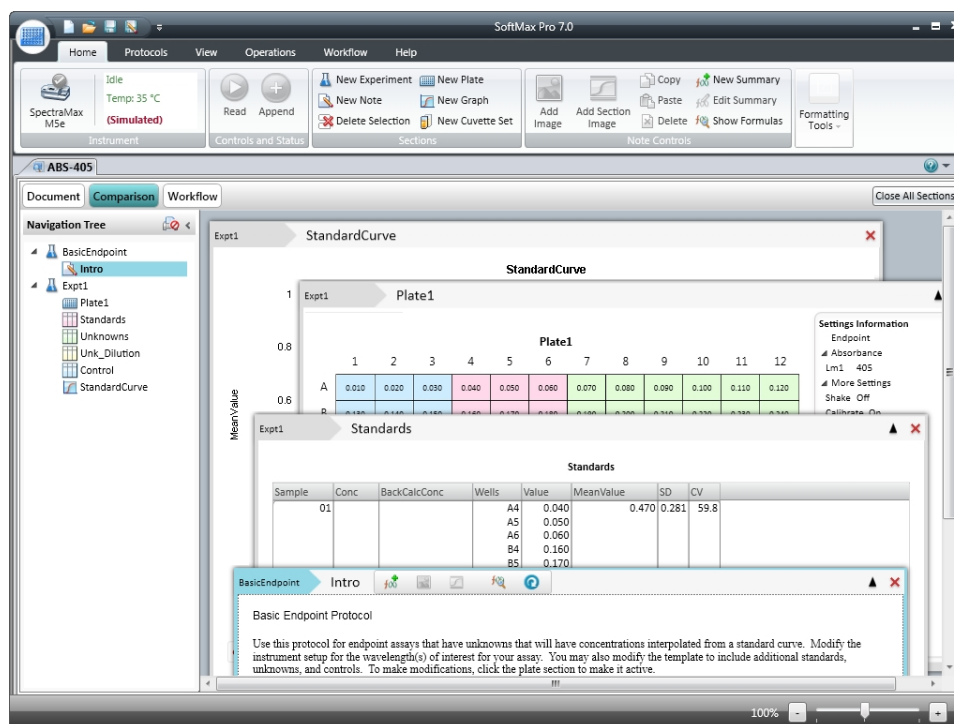 SoftMax Pro 7.0
Home Protocols View Operations Workflow Help
SpectraMax M5e
Idle
Temp: 35 °C
(Simulated)
Instrument
Read Append
Controls and Status
New Experiment New Plate
New Note New Graph
Delete Selection New Cuvette Set
Sections
Add Image
Add Section Image
Copy New Summary
Paste Edit Summary
Delete Show Formulas
Note Controls
Formatting Tools
ABS-405
Document Comparison Workflow Close All Sections
Navigation Tree
BasicEndpoint
Intro
Expt1
Plate1
Standards
Unknowns
Unk_Dilution
Control
StandardCurve
Expt1 StandardCurve
StandardCurve
1
0.8
0.6
MeanValue
Expt1 Plate1
Plate1
1 2 3 4 5 6 7 8 9 10 11 12
A 0.010 0.020 0.030 0.040 0.050 0.060 0.070 0.080 0.090 0.100 0.110 0.120
Settings Information
Endpoint
Absorbance
Lm1 405
More Settings
Shake Off
Calibrate On
Expt1 Standards
Standards
Sample Conc BackCalcConc Wells Value MeanValue SD CV
01 A4 0.040 0.470 0.281 59.8
A5 0.050
A6 0.060
B4 0.160
B5 0.170
BasicEndpoint Intro
Basic Endpoint Protocol
Use this protocol for endpoint assays that have unknowns that will have concentrations interpolated from a standard curve. Modify the
instrument setup for the wavelength(s) of interest for your assay. You may also modify the template to include additional standards,
unknowns, and controls. To make modifications, click the plate section to make it active.
100%